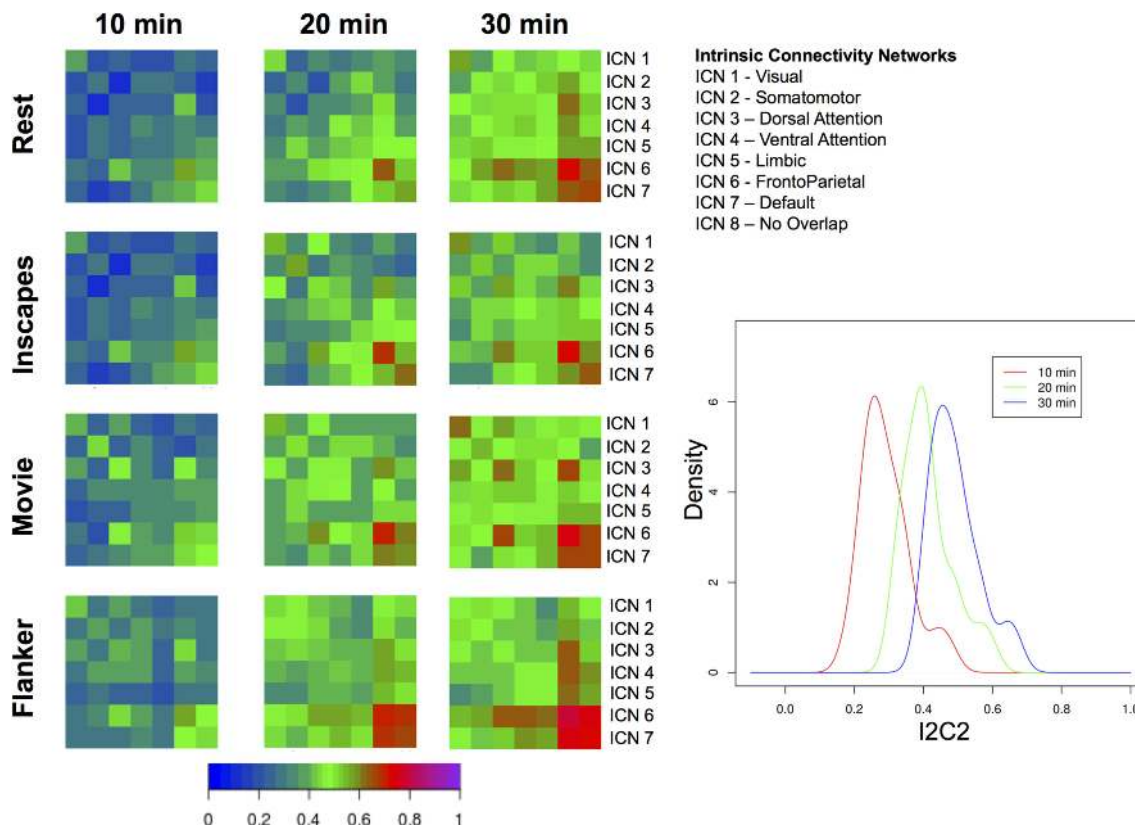 10 min 20 min 30 min
Rest
ICN 1
ICN 2
ICN 3
ICN 4
ICN 5
ICN 6
ICN 7
Inscapes
ICN 1
ICN 2
ICN 3
ICN 4
ICN 5
ICN 6
ICN 7
Movie
ICN 1
ICN 2
ICN 3
ICN 4
ICN 5
ICN 6
ICN 7
Flanker
ICN 1
ICN 2
ICN 3
ICN 4
ICN 5
ICN 6
ICN 7
0 0.2 0.4 0.6 0.8 1
Intrinsic Connectivity Networks
ICN 1 - Visual
ICN 2 - Somatomotor
ICN 3 – Dorsal Attention
ICN 4 – Ventral Attention
ICN 5 - Limbic
ICN 6 - FrontoParietal
ICN 7 – Default
ICN 8 – No Overlap
10 min
20 min
30 min
Density
6
4
2
0
0.0 0.2 0.4 0.6 0.8 1.0
I2C2